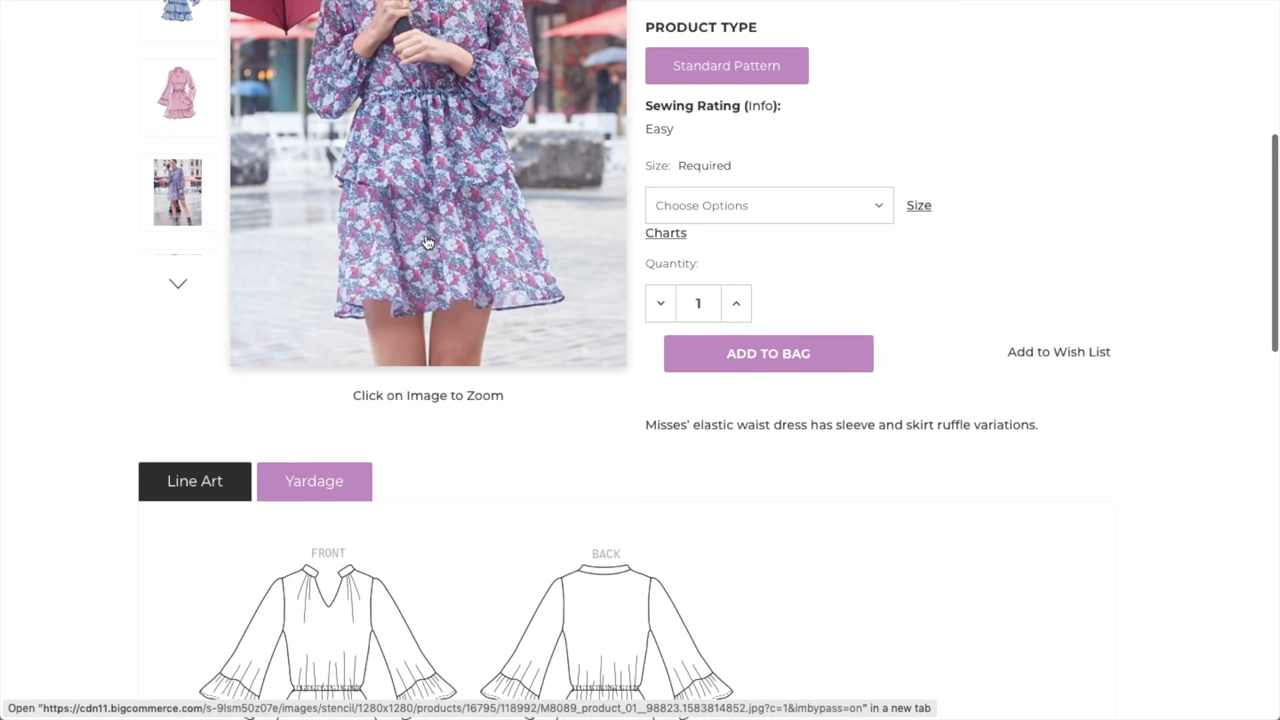 PRODUCT TYPE
Standard Pattern
Sewing Rating (Info):
Easy
Size: Required
Choose Options
Size
Charts
Quantity:
1
ADD TO BAG
Add to Wish List
Click on Image to Zoom
Misses’ elastic waist dress has sleeve and skirt ruffle variations.
Line Art
Yardage
FRONT
BACK
Open “https://cdn11.bigcommerce.com/s-9lsm50z07e/images/stencil/1280x1280/products/16795/118992/M8089_product_01__98823.1583814852.jpg?c=1&imbypass=on” in a new tab